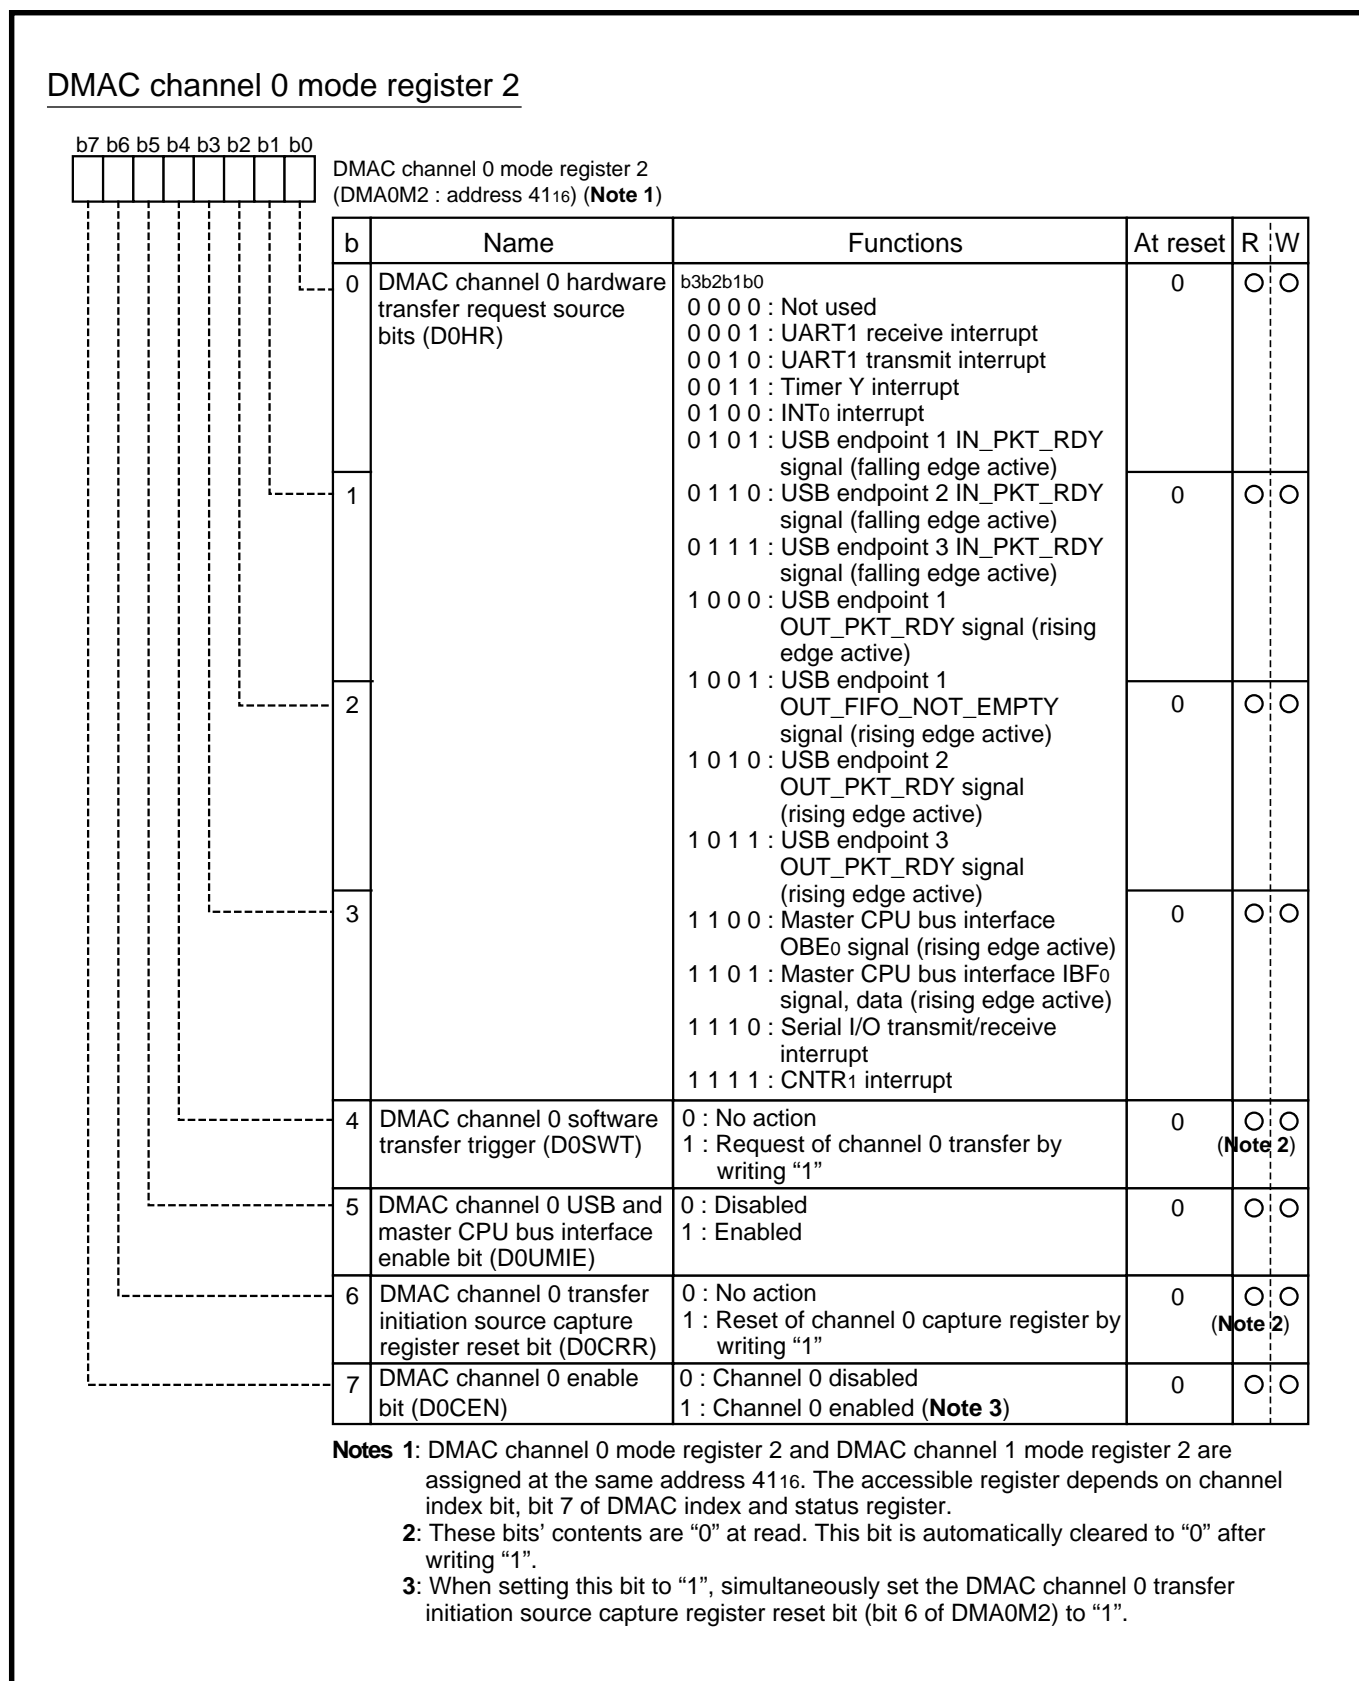 DMAC channel 0 mode register 2
b7 b6 b5 b4 b3 b2 b1 b0
DMAC channel 0 mode register 2
(DMA0M2 : address 4116) (Note 1)
b Name Functions At reset R W
0 DMAC channel 0 hardware transfer request source bits (D0HR) 0
b3b2b1b0
0 0 0 0 : Not used
0 0 0 1 : UART1 receive interrupt
0 0 1 0 : UART1 transmit interrupt
0 0 1 1 : Timer Y interrupt
0 1 0 0 : INT0 interrupt
0 1 0 1 : USB endpoint 1 IN_PKT_RDY
signal (falling edge active)
1 0
0 1 1 0 : USB endpoint 2 IN_PKT_RDY
signal (falling edge active)
0 1 1 1 : USB endpoint 3 IN_PKT_RDY
signal (falling edge active)
1 0 0 0 : USB endpoint 1
OUT_PKT_RDY signal (rising
edge active)
1 0 0 1 : USB endpoint 1
2 0
OUT_FIFO_NOT_EMPTY
signal (rising edge active)
1 0 1 0 : USB endpoint 2
OUT_PKT_RDY signal
(rising edge active)
1 0 1 1 : USB endpoint 3
OUT_PKT_RDY signal
(rising edge active)
3 0
1 1 0 0 : Master CPU bus interface
OBE0 signal (rising edge active)
1 1 0 1 : Master CPU bus interface IBF0
signal, data (rising edge active)
1 1 1 0 : Serial I/O transmit/receive
interrupt
1 1 1 1 : CNTR1 interrupt
4 DMAC channel 0 software 0 : No action 0
transfer trigger (D0SWT) 1 : Request of channel 0 transfer by (Note 2)
writing “1”
5 DMAC channel 0 USB and 0 : Disabled 0
master CPU bus interface 1 : Enabled
enable bit (D0UMIE)
6 DMAC channel 0 transfer 0 : No action 0
initiation source capture 1 : Reset of channel 0 capture register by (Note 2)
register reset bit (D0CRR) writing “1”
7 DMAC channel 0 enable 0 : Channel 0 disabled 0
bit (D0CEN) 1 : Channel 0 enabled (Note 3)
Notes 1: DMAC channel 0 mode register 2 and DMAC channel 1 mode register 2 are
assigned at the same address 4116. The accessible register depends on channel
index bit, bit 7 of DMAC index and status register.
2: These bits’ contents are “0” at read. This bit is automatically cleared to “0” after
writing “1”.
3: When setting this bit to “1”, simultaneously set the DMAC channel 0 transfer
initiation source capture register reset bit (bit 6 of DMA0M2) to “1”.